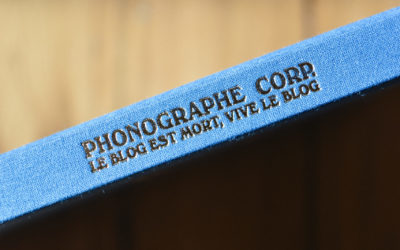 PHONOGRAPHE CORP.
LE BLOG EST MORT, VIVE LE BLOG